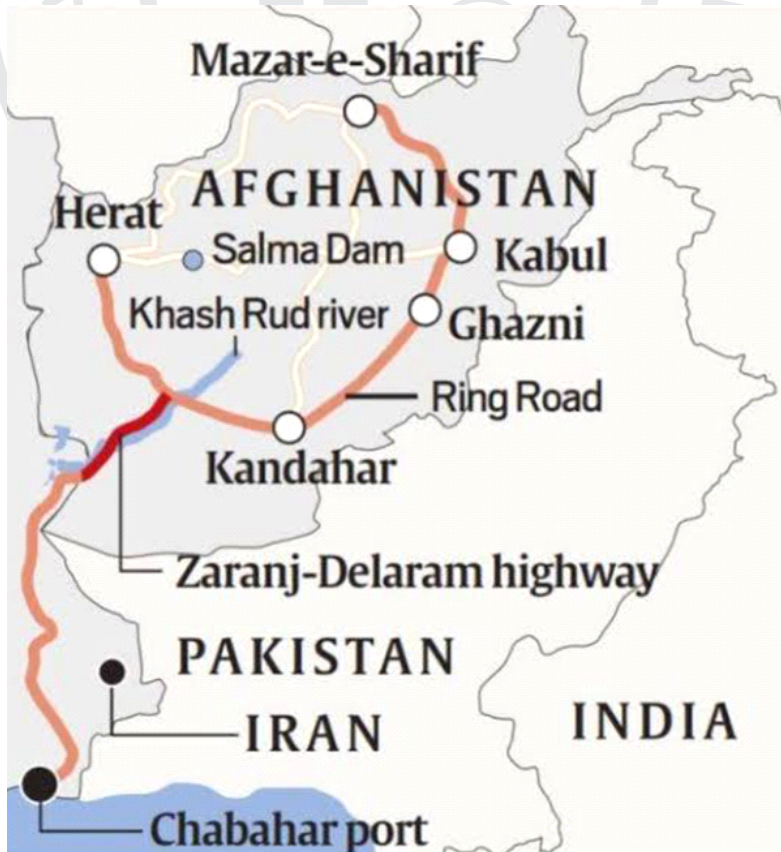 Mazar-e-Sharif
AFGHANISTAN
Herat
Salma Dam
Kabul
Khash Rud river
Ghazni
Ring Road
Kandahar
Zaranj-Delaram highway
PAKISTAN
IRAN
INDIA
Chabahar port